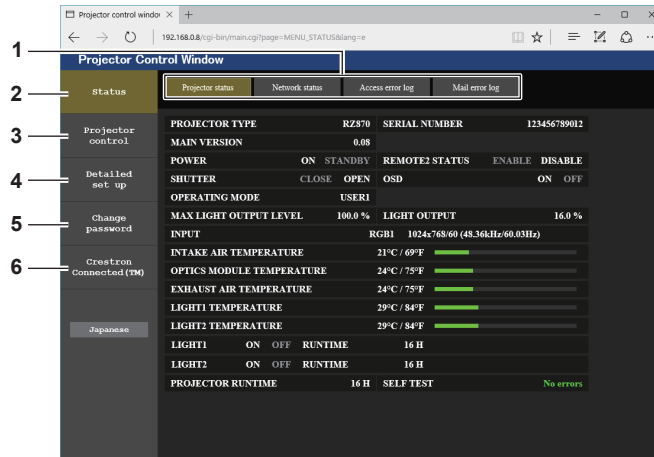 Projector control window
192.168.0.8/cgi-bin/main.cgi?page=MENU_STATUS&lang=e
Projector Control Window
1
2
3
4
5
6
Status
Projector control
Detailed set up
Change password
Crestron Connected(TM)
Japanese
Projector status Network status Access error log Mail error log
PROJECTOR TYPE RZ870 SERIAL NUMBER 123456789012
MAIN VERSION 0.08
POWER ON STANDBY REMOTE2 STATUS ENABLE DISABLE
SHUTTER CLOSE OPEN OSD ON OFF
OPERATING MODE USER1
MAX LIGHT OUTPUT LEVEL 100.0 % LIGHT OUTPUT 16.0 %
INPUT RGB1 1024x768/60 (48.36kHz/60.03Hz)
INTAKE AIR TEMPERATURE 21°C / 69°F
OPTICS MODULE TEMPERATURE 24°C / 75°F
EXHAUST AIR TEMPERATURE 24°C / 75°F
LIGHT1 TEMPERATURE 29°C / 84°F
LIGHT2 TEMPERATURE 29°C / 84°F
LIGHT1 ON OFF RUNTIME 16 H
LIGHT2 ON OFF RUNTIME 16 H
PROJECTOR RUNTIME 16 H SELF TEST No errors